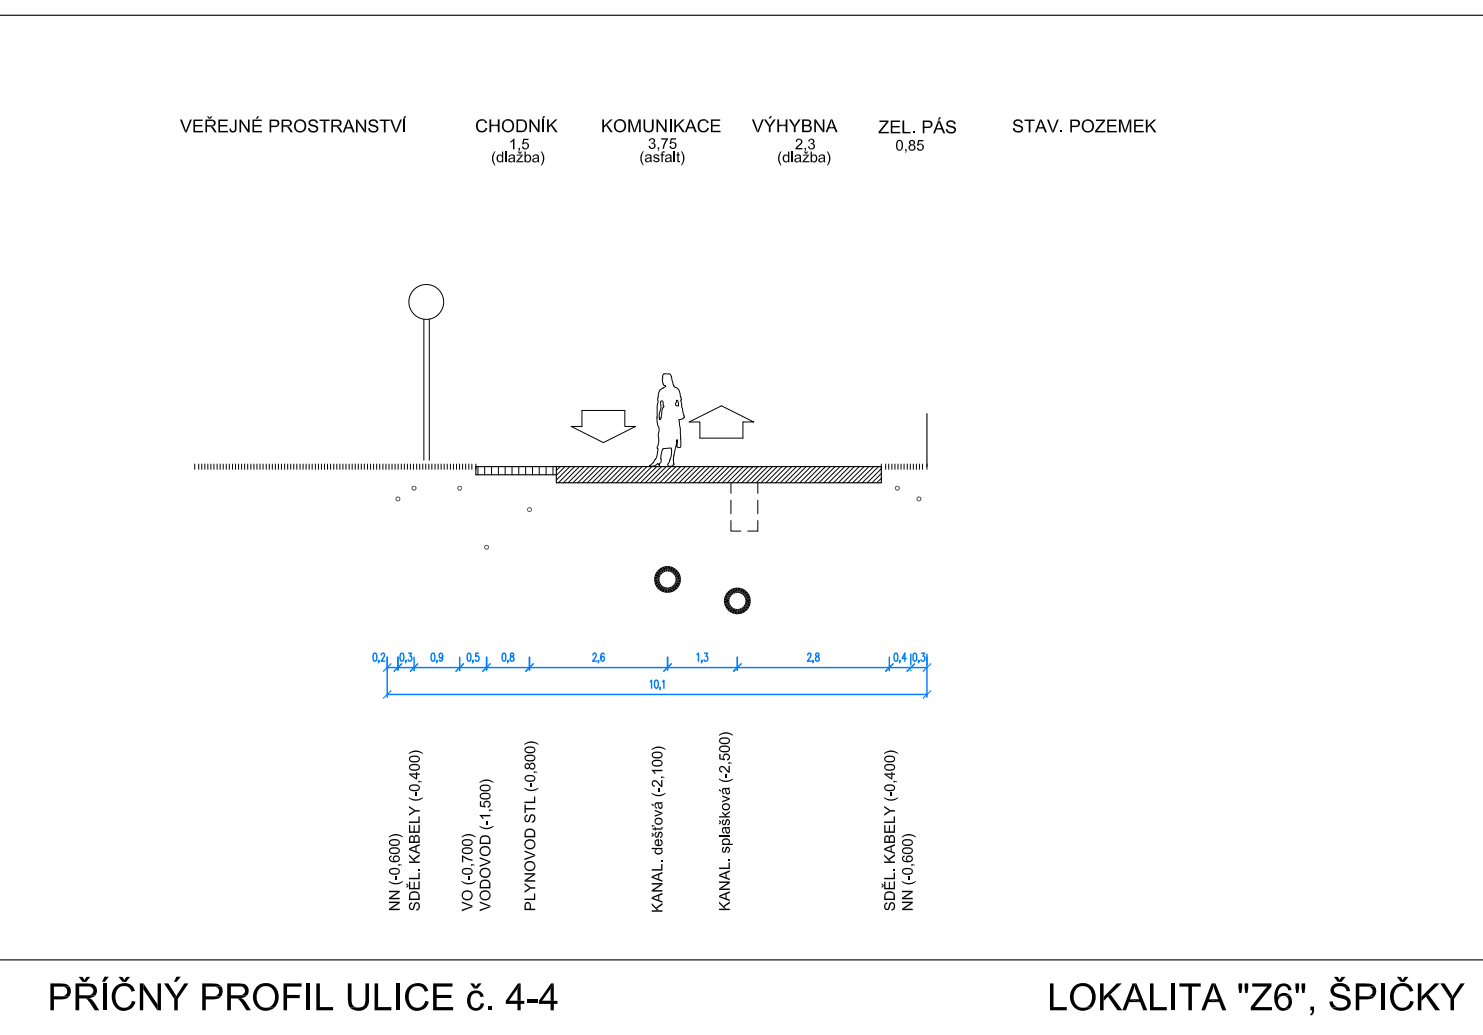 VEŘEJNÉ PROSTRANSTVÍ
CHODNÍK
1,5
(dlažba)
KOMUNIKACE
3,75
(asfalt)
VÝHYBNA
2,3
(dlažba)
ZEL. PÁS
0,85
STAV. POZEMEK
0,2 0,3 0,9 0,5 0,8 2,6 1,3 2,8 0,4 0,3
10,1
NN (-0,600)
SDĚL. KABELY (-0,400)
VO (-0,700)
VODOVOD (-1,500)
PLYNOVOD STL (-0,800)
KANAL. dešťová (-2,100)
KANAL. splašková (-2,500)
SDĚL. KABELY (-0,400)
NN (-0,600)
PŘÍČNÝ PROFIL ULICE č. 4-4
LOKALITA "Z6", ŠPIČKY